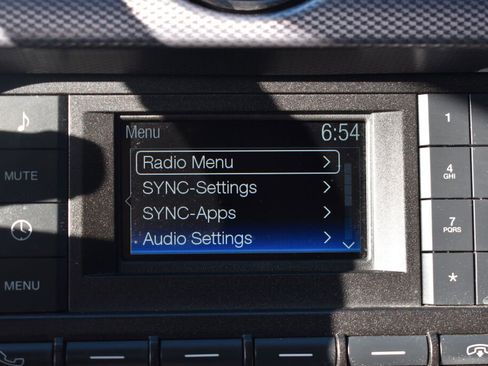 Menu 6:54
Radio Menu >
SYNC-Settings >
SYNC-Apps >
Audio Settings >
MUTE
MENU
1
4
GHI
7
PQRS
*